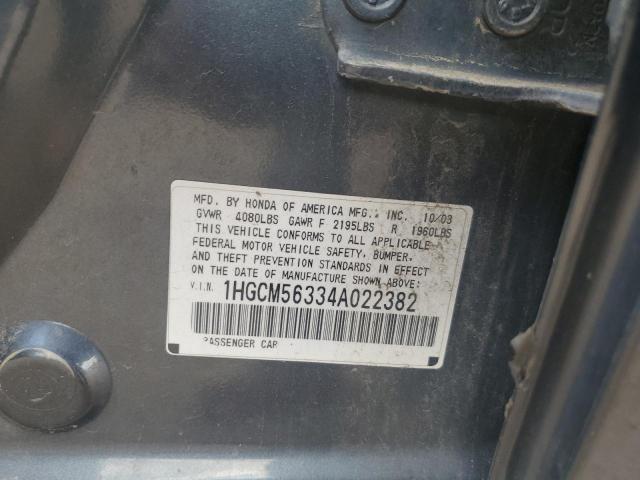 MFD. BY HONDA OF AMERICA MFG., INC. 10/03
GVWR 4080LBS GAWR F 2195LBS R 1960LBS
THIS VEHICLE CONFORMS TO ALL APPLICABLE
FEDERAL MOTOR VEHICLE SAFETY, BUMPER,
AND THEFT PREVENTION STANDARDS IN EFFECT
ON THE DATE OF MANUFACTURE SHOWN ABOVE:
V.I.N. 1HGCM56334A022382
PASSENGER CAR